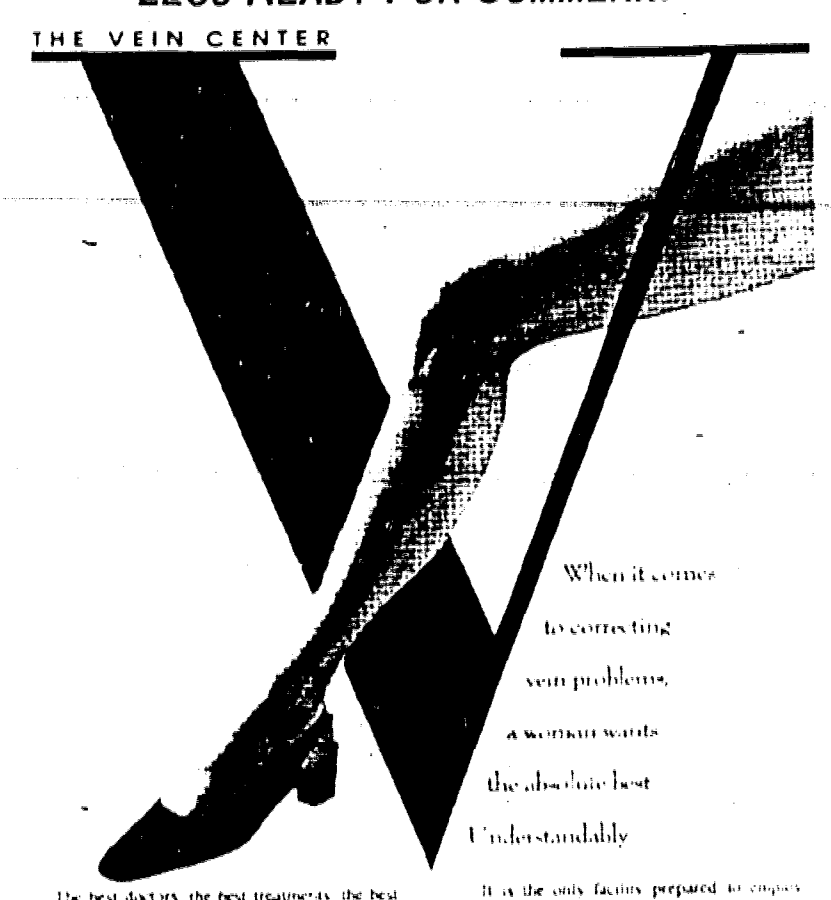 THE VEIN CENTER
When it comes
to correcting
vein problems,
a woman wants
the absolute best
Understandably
The best doctors, the best treatments, the best
It is the only facility prepared to employ